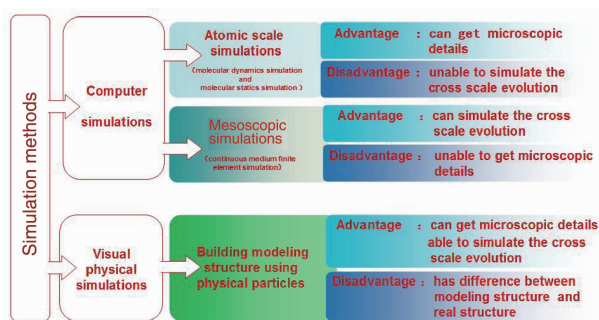 Simulation methods
Computer
simulations
Atomic scale
simulations
(molecular dynamics simulation
and
molecular statics simulation )
Advantage : can get microscopic
details
Disadvantage : unable to simulate the
cross scale evolution
Mesoscopic
simulations
(continuous medium finite
element simulation)
Advantage : can simulate the cross
scale evolution
Disadvantage : unable to get microscopic
details
Visual
physical
simulations
Building modeling
structure using
physical particles
Advantage : can get microscopic details
able to simulate the cross
scale evolution
Disadvantage : has difference between
modeling structure and
real structure